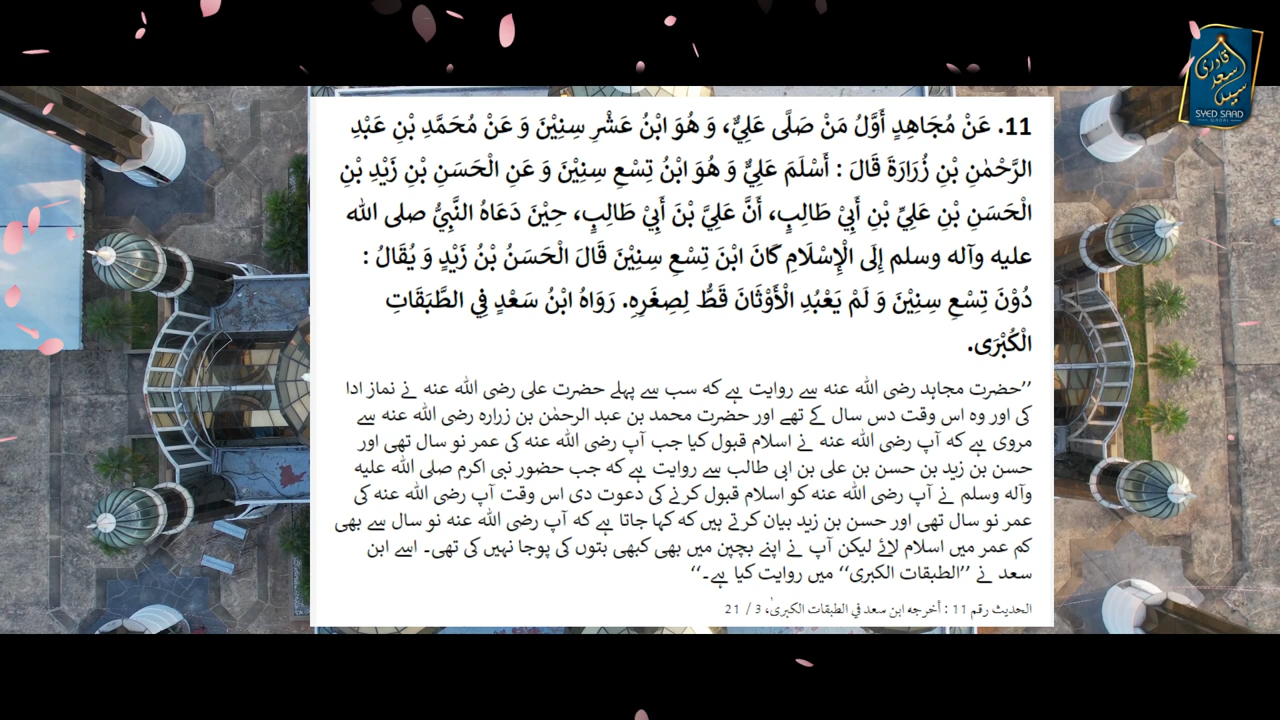 قادری
سعد
سید
SYED SAAD
QADRI
11. عَنْ مُجَاهِدٍ أَوَّلُ مَنْ صَلَّى عَلِيٌّ، وَ هُوَ ابْنُ عَشْرِ سِنِيْنَ وَ عَنْ مُحَمَّدِ بْنِ عَبْدِ
الرَّحْمٰنِ بْنِ زُرَارَةَ قَالَ : أَسْلَمَ عَلِيٌّ وَ هُوَ ابْنُ تِسْعِ سِنِيْنَ وَ عَنِ الْحَسَنِ بْنِ زَيْدِ بْنِ
الْحَسَنِ بْنِ عَلِيِّ بْنِ أَبِيْ طَالِبٍ، أَنَّ عَلِيَّ بْنَ أَبِيْ طَالِبٍ، حِيْنَ دَعَاهُ النَّبِيُّ صلى الله
عليه وآله وسلم إِلَى الْإِسْلَامِ كَانَ ابْنَ تِسْعِ سِنِيْنَ قَالَ الْحَسَنُ بْنُ زَيْدٍ وَ يُقَالُ :
دُوْنَ تِسْعِ سِنِيْنَ وَ لَمْ يَعْبُدِ الْأَوْثَانَ قَطُّ لِصِغَرِهِ. رَوَاهُ ابْنُ سَعْدٍ فِي الطَّبَقَاتِ
الْكُبْرَى.
’’حضرت مجاہد رضی اللہ عنہ سے روایت ہے کہ سب سے پہلے حضرت علی رضی اللہ عنہ نے نماز ادا
کی اور وہ اس وقت دس سال کے تھے اور حضرت محمد بن عبد الرحمٰن بن زرارہ رضی اللہ عنہ سے
مروی ہے کہ آپ رضی اللہ عنہ نے اسلام قبول کیا جب آپ رضی اللہ عنہ کی عمر نو سال تھی اور
حسن بن زید بن حسن بن علی بن ابی طالب سے روایت ہے کہ جب حضور نبی اکرم صلی اللہ علیہ
وآلہ وسلم نے آپ رضی اللہ عنہ کو اسلام قبول کرنے کی دعوت دی اس وقت آپ رضی اللہ عنہ کی
عمر نو سال تھی اور حسن بن زید بیان کرتے ہیں کہ کہا جاتا ہے کہ آپ رضی اللہ عنہ نو سال سے بھی
کم عمر میں اسلام لائے لیکن آپ نے اپنے بچپن میں بھی کبھی بتوں کی پوجا نہیں کی تھی۔ اسے ابن
سعد نے ’’الطبقات الکبری‘‘ میں روایت کیا ہے۔‘‘
الحديث رقم 11 : أخرجه ابن سعد في الطبقات الكبرىٰ، 3 / 21